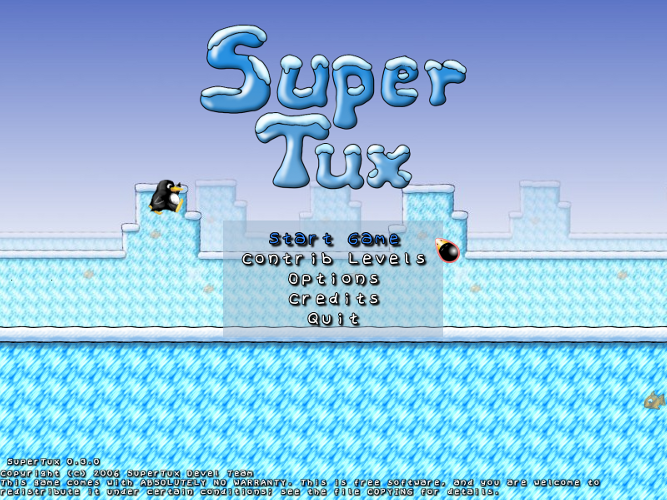 Super
Tux
Start Game
Contrib Levels
Options
Credits
Quit
SuperTux 0.3.0
Copyright (c) 2006 SuperTux Devel Team
This game comes with ABSOLUTELY NO WARRANTY. This is free software, and you are welcome to
redistribute it under certain conditions; see the file COPYING for details.